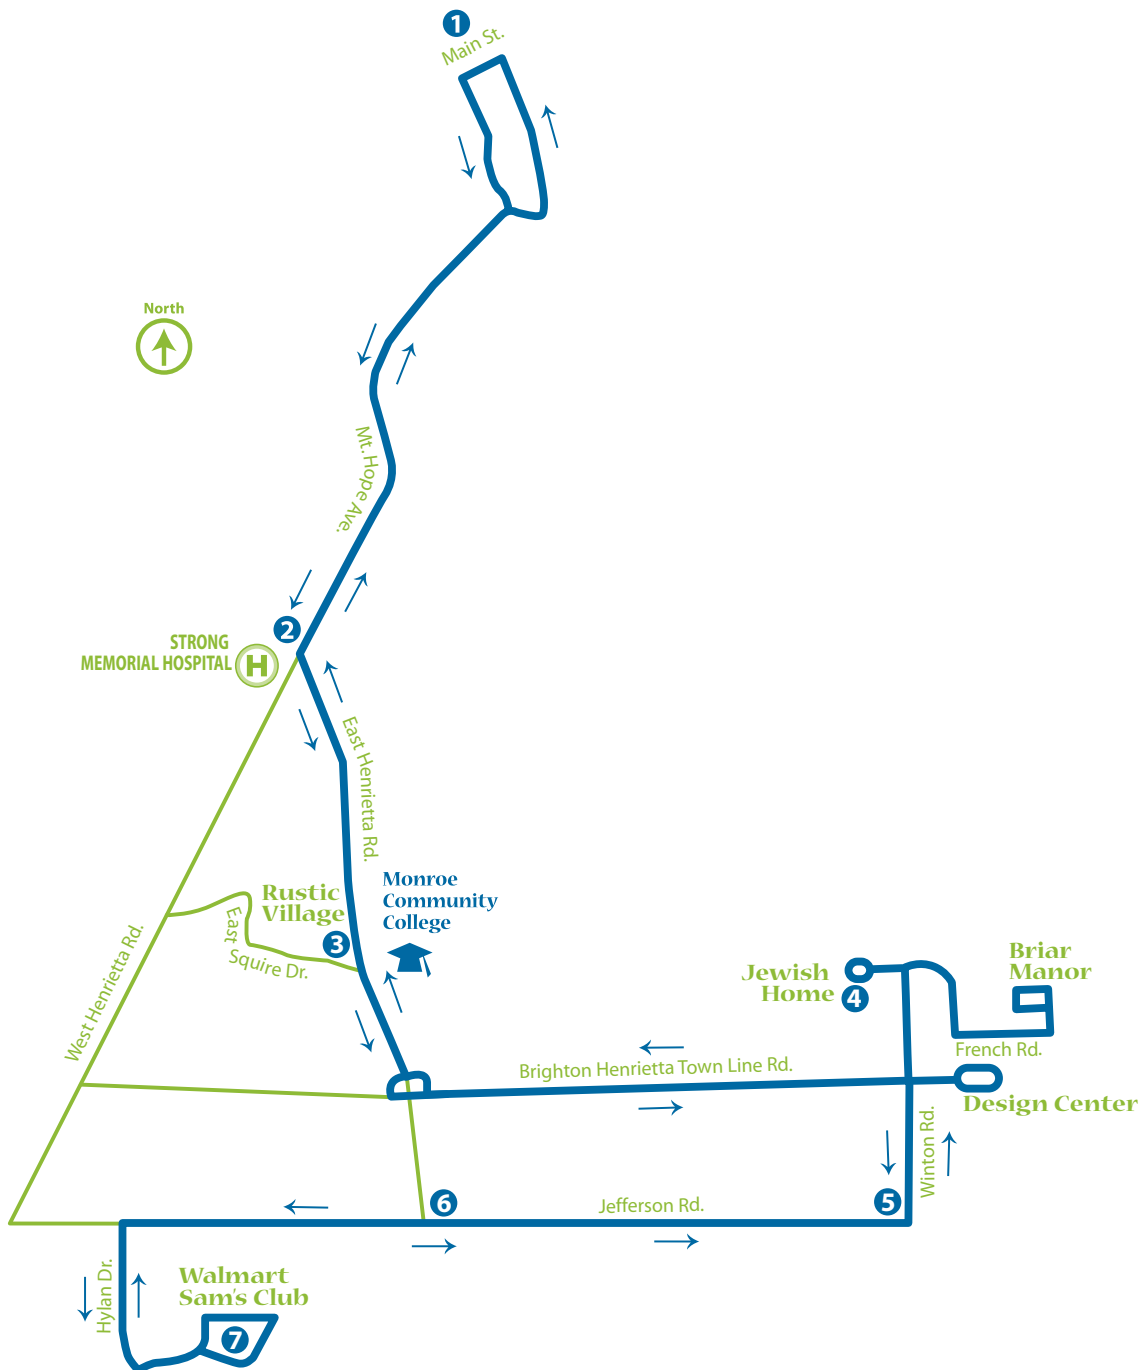 1
Main St.
North
Mt. Hope Ave.
2
STRONG
MEMORIAL HOSPITAL
H
East Henrietta Rd.
Rustic
Village
3
Monroe
Community
College
East
Squire Dr.
West Henrietta Rd.
Jewish
Home
4
Briar
Manor
French Rd.
Brighton Henrietta Town Line Rd.
Design Center
Winton Rd.
5
6
Jefferson Rd.
Hylan Dr.
Walmart
Sam's Club
7